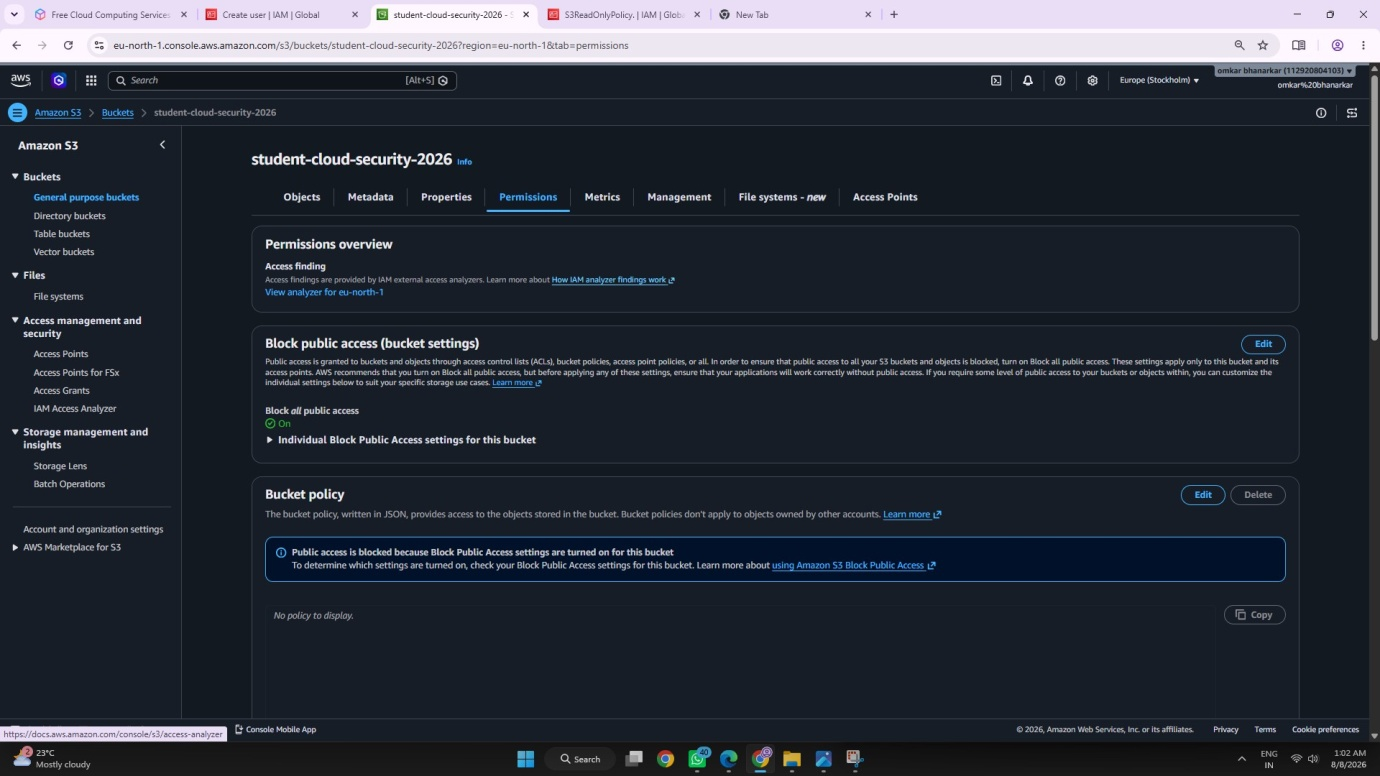 Free Cloud Computing Services
Create user | IAM | Global
student-cloud-security-2026 - S
S3ReadOnlyPolicy. | IAM | Globa
New Tab
eu-north-1.console.aws.amazon.com/s3/buckets/student-cloud-security-2026?region=eu-north-1&tab=permissions
aws
Search
[Alt+S]
Europe (Stockholm)
omkar bhanarkar (112920804103)
omkar%20bhanarkar
Amazon S3
Buckets
student-cloud-security-2026
Amazon S3
Buckets
General purpose buckets
Directory buckets
Table buckets
Vector buckets
Files
File systems
Access management and
security
Access Points
Access Points for FSx
Access Grants
IAM Access Analyzer
Storage management and
insights
Storage Lens
Batch Operations
Account and organization settings
AWS Marketplace for S3
student-cloud-security-2026 Info
Objects
Metadata
Properties
Permissions
Metrics
Management
File systems - new
Access Points
Permissions overview
Access finding
Access findings are provided by IAM external access analyzers. Learn more about How IAM analyzer findings work
View analyzer for eu-north-1
Block public access (bucket settings)
Edit
Public access is granted to buckets and objects through access control lists (ACLs), bucket policies, access point policies, or all. In order to ensure that public access to all your S3 buckets and objects is blocked, turn on Block all public access. These settings apply only to this bucket and its
access points. AWS recommends that you turn on Block all public access, but before applying any of these settings, ensure that your applications will work correctly without public access. If you require some level of public access to your buckets or objects within, you can customize the
individual settings below to suit your specific storage use cases. Learn more
Block all public access
On
Individual Block Public Access settings for this bucket
Bucket policy
Edit
Delete
The bucket policy, written in JSON, provides access to the objects stored in the bucket. Bucket policies don't apply to objects owned by other accounts. Learn more
Public access is blocked because Block Public Access settings are turned on for this bucket
To determine which settings are turned on, check your Block Public Access settings for this bucket. Learn more about using Amazon S3 Block Public Access
No policy to display.
Copy
https://docs.aws.amazon.com/console/s3/access-analyzer
Console Mobile App
© 2026, Amazon Web Services, Inc. or its affiliates.
Privacy
Terms
Cookie preferences
2
23°C
Mostly cloudy
Search
40
ENG
IN
1:02 AM
8/8/2026